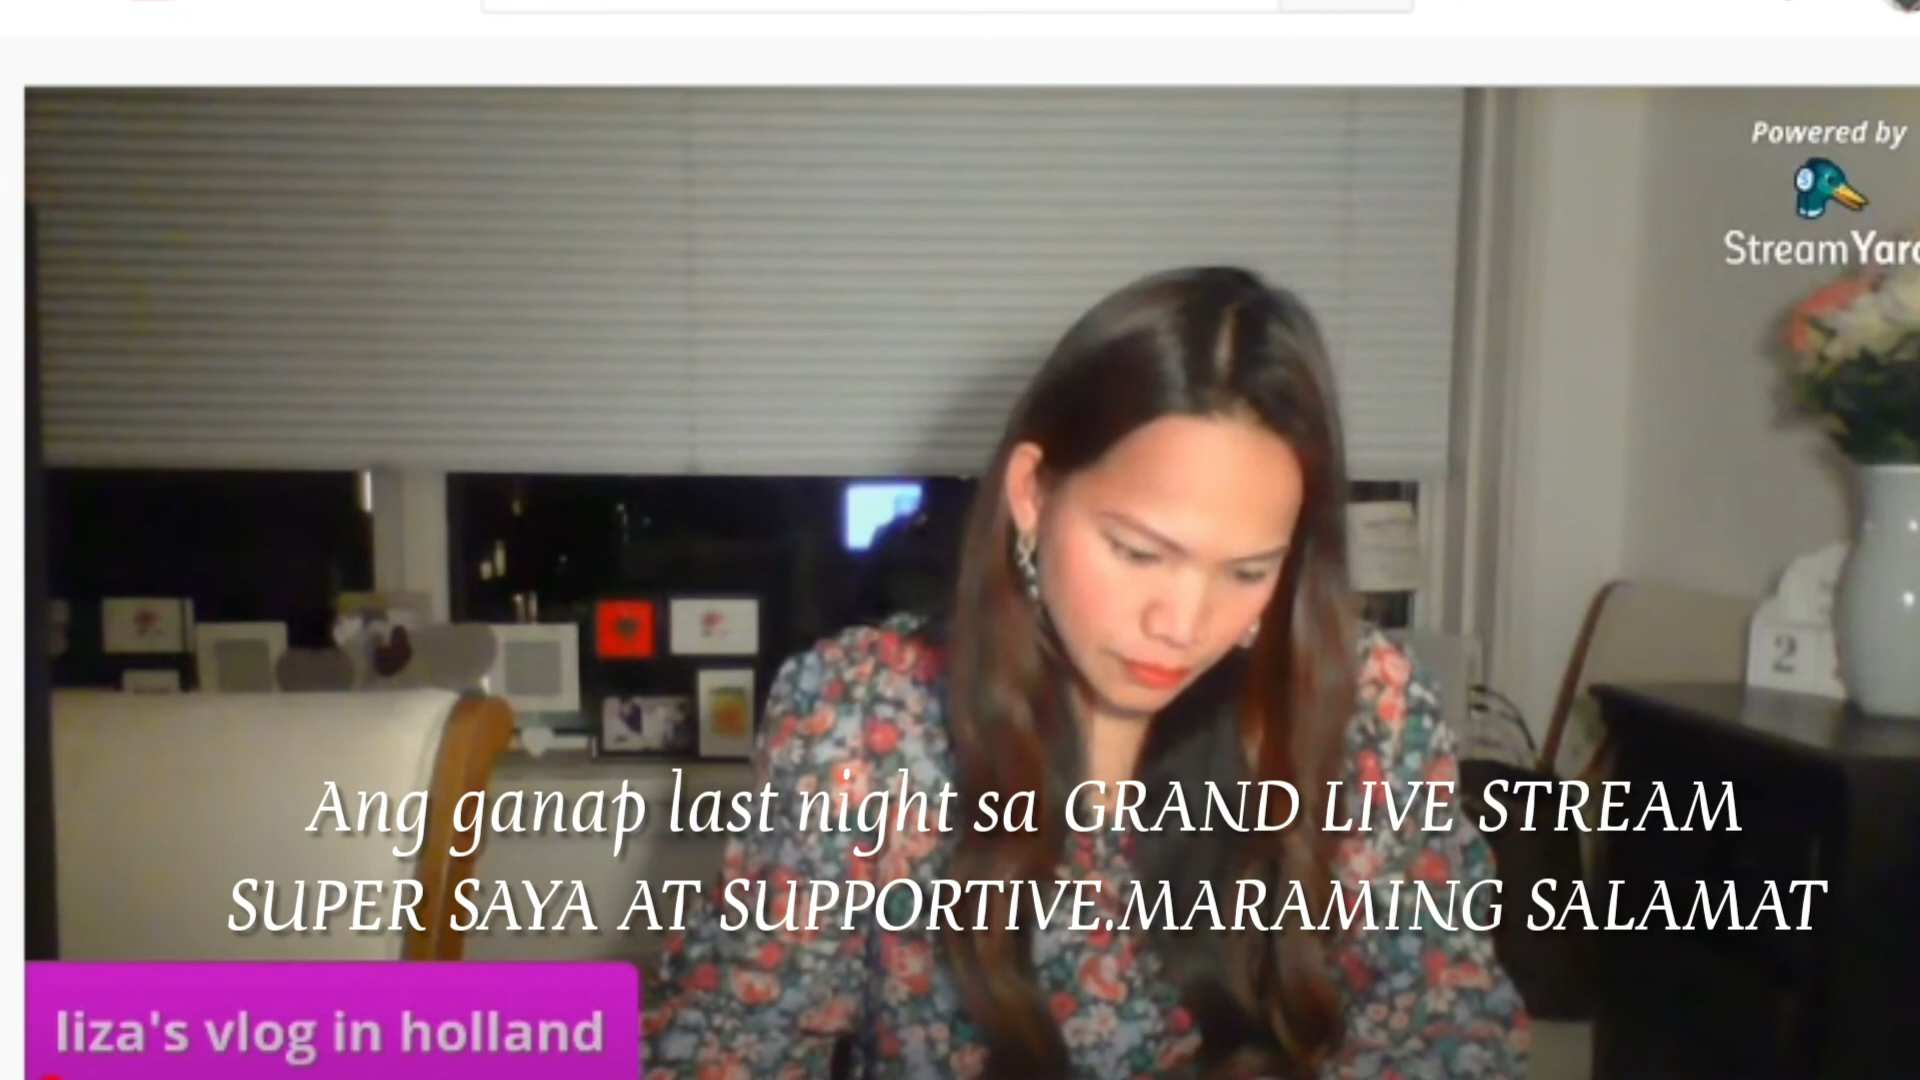 Powered by
StreamYard
2
Ang ganap last night sa GRAND LIVE STREAM
SUPER SAYA AT SUPPORTIVE.MARAMING SALAMAT
liza's vlog in holland